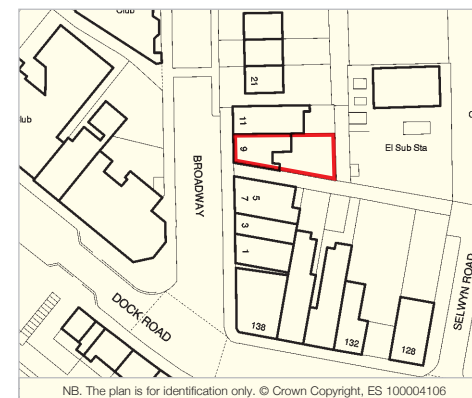 Club
lub
21
11
9
El Sub Sta
BROADWAY
5
7
3
1
DOCK ROAD
SELWYN ROAD
138
132
128
NB. The plan is for identification only. © Crown Copyright, ES 100004106